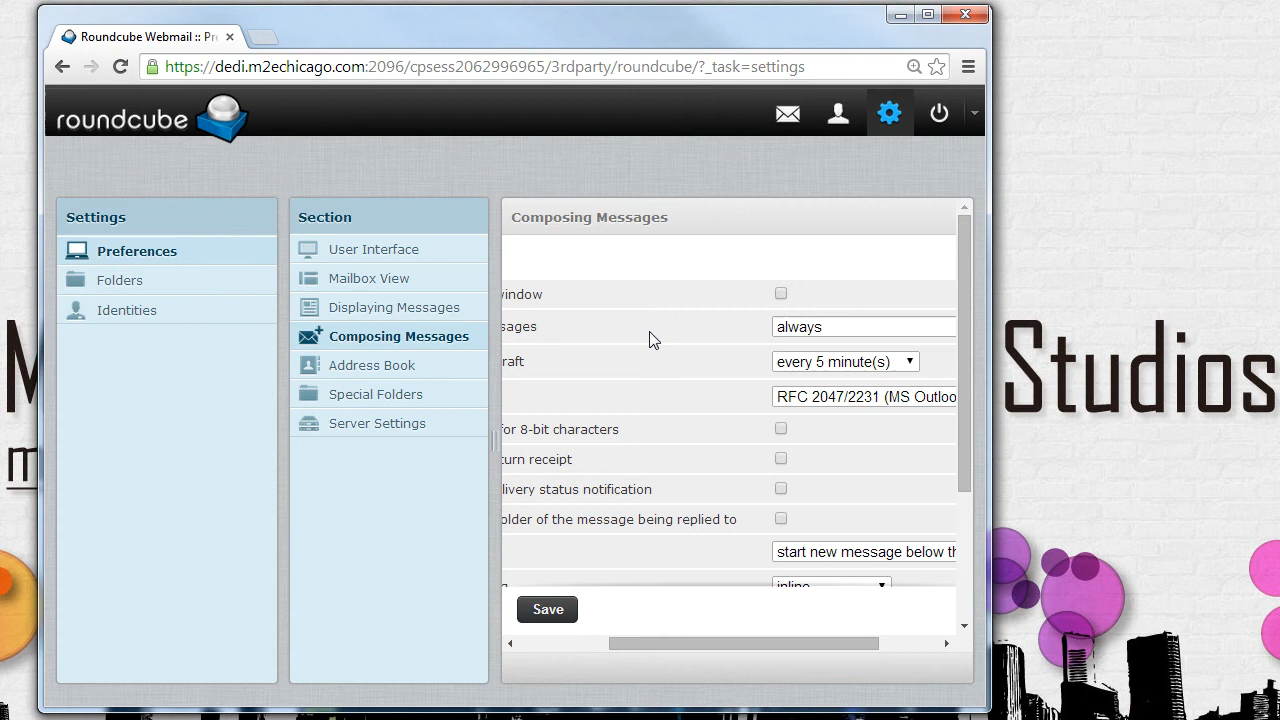 Roundcube Webmail :: Pr
https://dedi.m2echicago.com:2096/cpsess2062996965/3rdparty/roundcube/?_task=settings
roundcube
Settings
Preferences
Folders
Identities
Section
User Interface
Mailbox View
Displaying Messages
Composing Messages
Address Book
Special Folders
Server Settings
Composing Messages
vindow
sages always
raft every 5 minute(s)
RFC 2047/2231 (MS Outloo
for 8-bit characters
turn receipt
livery status notification
older of the message being replied to
start new message below th
inline
Save
M
Studios
m